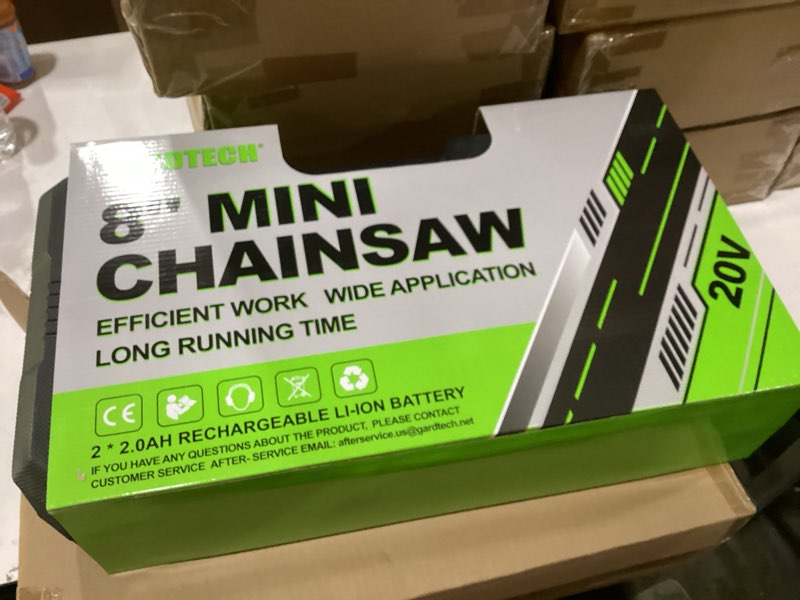 8" MINI
CHAINSAW
EFFICIENT WORK WIDE APPLICATION
LONG RUNNING TIME
20V
CE
2 * 2.0AH RECHARGEABLE LI-ION BATTERY
IF YOU HAVE ANY QUESTIONS ABOUT THE PRODUCT, PLEASE CONTACT
CUSTOMER SERVICE AFTER- SERVICE EMAIL: afterservice.us@gardtech.net